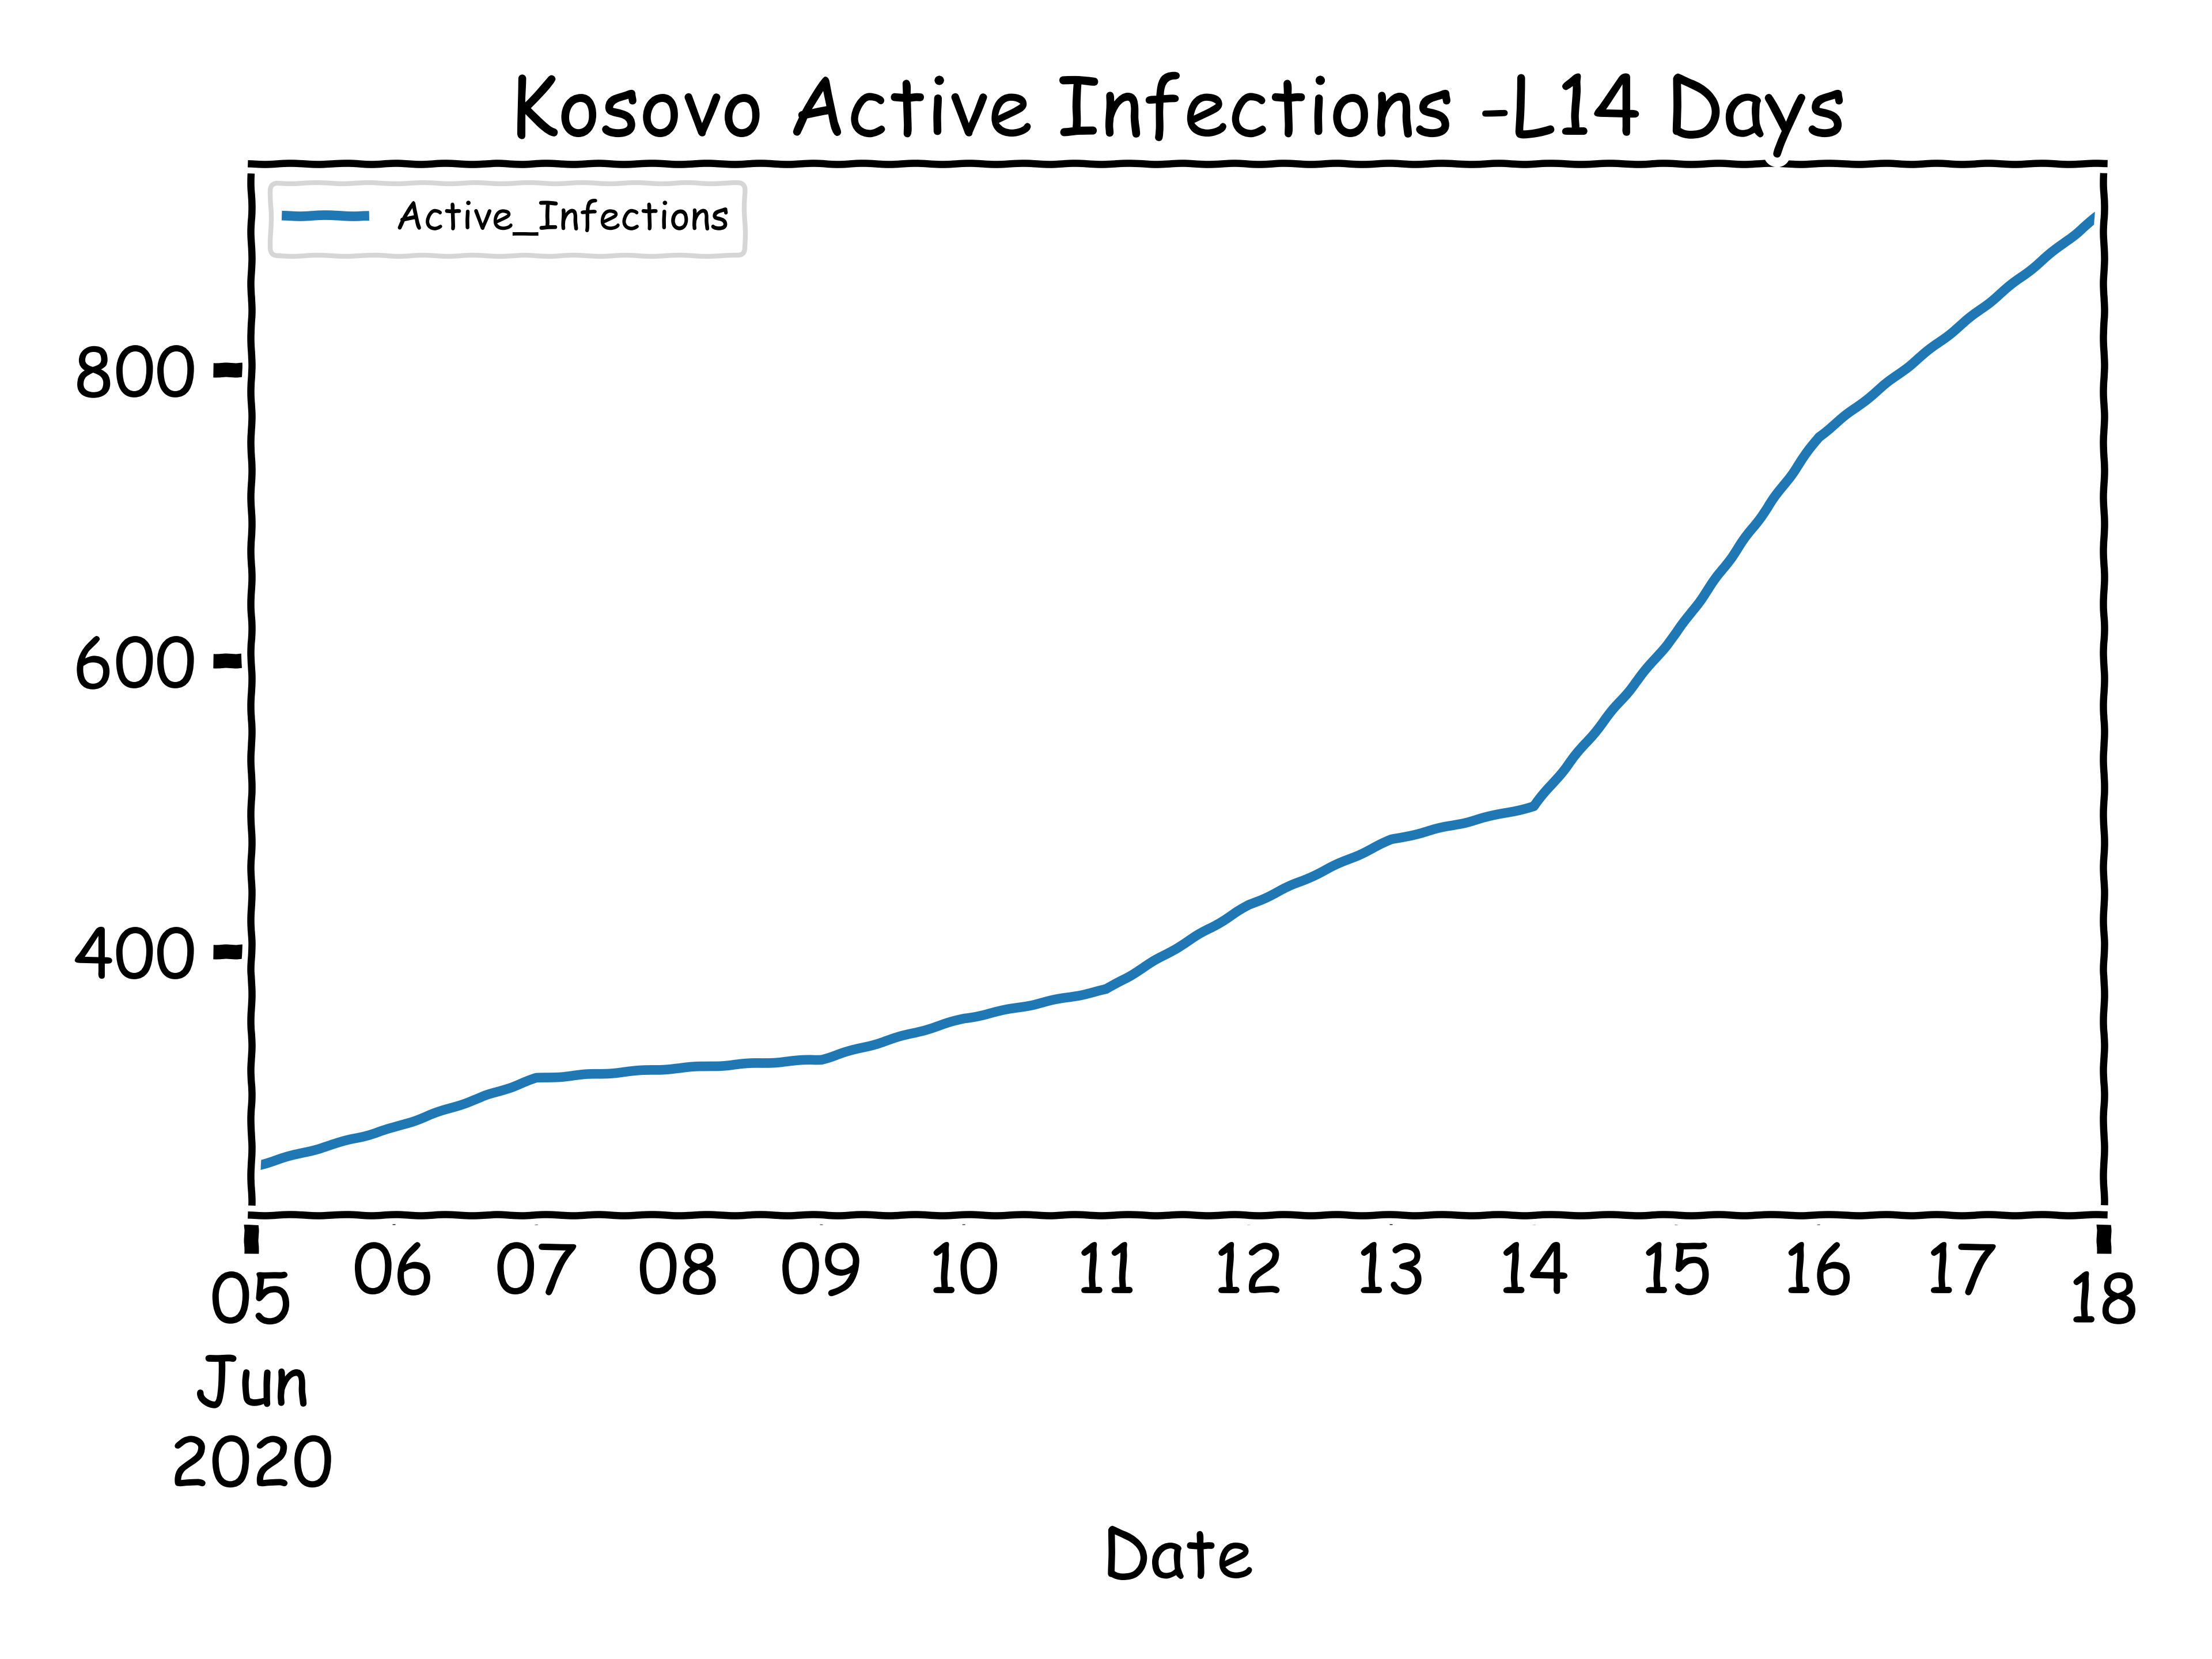 Kosovo Active Infections -L14 Days
Active_Infections
800
600
400
05 06 07 08 09 10 11 12 13 14 15 16 17 18
Jun
2020
Date